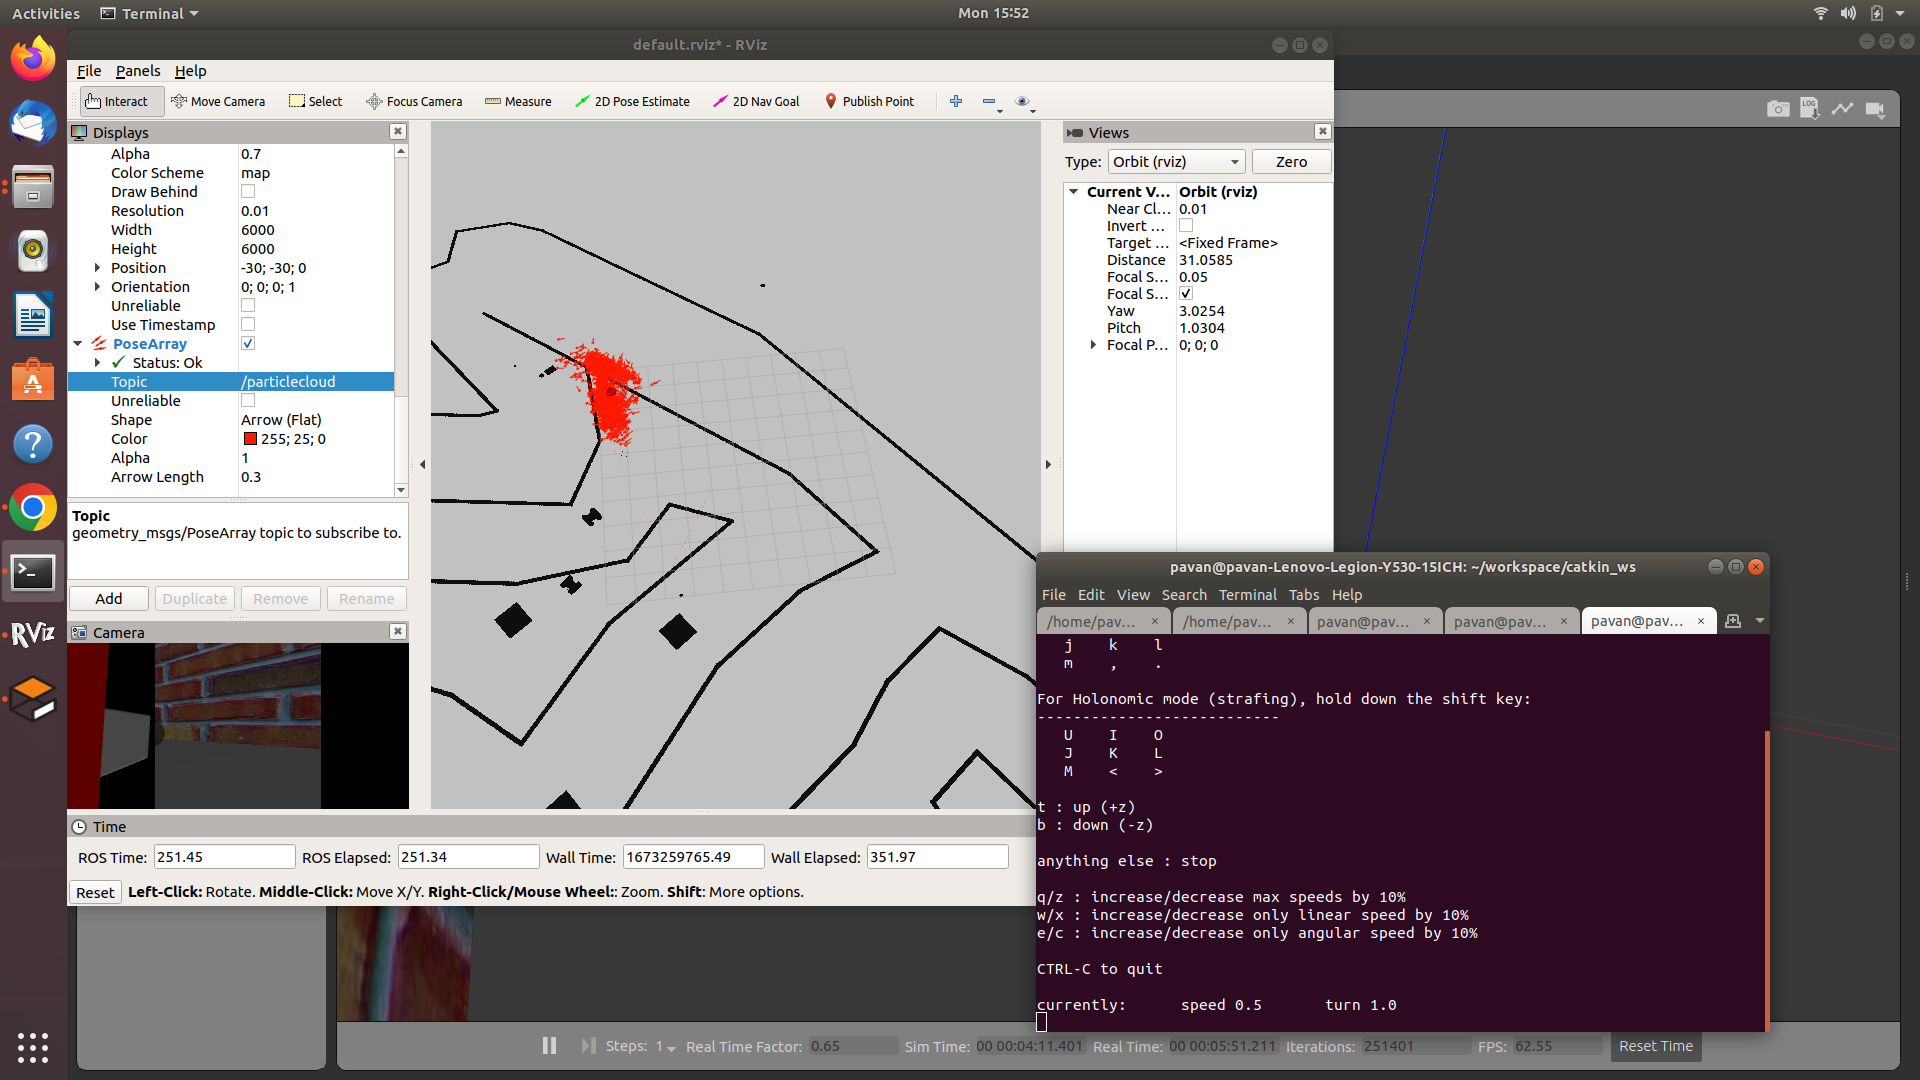 Activities
Terminal
Mon 15:52
default.rviz* - RViz
File Panels Help
Interact Move Camera Select Focus Camera Measure 2D Pose Estimate 2D Nav Goal Publish Point
Displays
Alpha 0.7
Color Scheme map
Draw Behind
Resolution 0.01
Width 6000
Height 6000
Position -30; -30; 0
Orientation 0; 0; 0; 1
Unreliable
Use Timestamp
PoseArray
Status: Ok
Topic /particlecloud
Unreliable
Shape Arrow (Flat)
Color 255; 25; 0
Alpha 1
Arrow Length 0.3
Topic
geometry_msgs/PoseArray topic to subscribe to.
Add Duplicate Remove Rename
Camera
Views
Type: Orbit (rviz) Zero
Current V... Orbit (rviz)
Near Cl... 0.01
Invert ...
Target ... <Fixed Frame>
Distance 31.0585
Focal S... 0.05
Focal S...
Yaw 3.0254
Pitch 1.0304
Focal P... 0; 0; 0
LOG
RViz
Time
ROS Time: 251.45 ROS Elapsed: 251.34 Wall Time: 1673259765.49 Wall Elapsed: 351.97
Reset Left-Click: Rotate. Middle-Click: Move X/Y. Right-Click/Mouse Wheel:: Zoom. Shift: More options.
pavan@pavan-Lenovo-Legion-Y530-15ICH: ~/workspace/catkin_ws
File Edit View Search Terminal Tabs Help
/home/pav... /home/pav... pavan@pav... pavan@pav... pavan@pav...
j k l
m , .
For Holonomic mode (strafing), hold down the shift key:
---------------------------
U I O
J K L
M < >
t : up (+z)
b : down (-z)
anything else : stop
q/z : increase/decrease max speeds by 10%
w/x : increase/decrease only linear speed by 10%
e/c : increase/decrease only angular speed by 10%
CTRL-C to quit
currently: speed 0.5 turn 1.0
Steps: 1 Real Time Factor: 0.65 Sim Time: 00 00:04:11.401 Real Time: 00 00:05:51.211 Iterations: 251401 FPS: 62.55 Reset Time